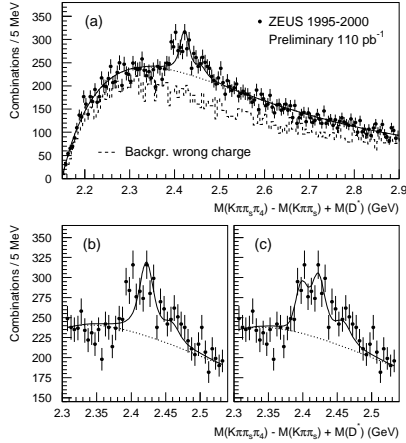 (a)
ZEUS 1995-2000
Preliminary 110 pb⁻¹
Combinations / 5 MeV
350
300
250
200
150
100
50
0
Backgr. wrong charge
2.2 2.3 2.4 2.5 2.6 2.7 2.8 2.9
M(Kππₛπ₄) - M(Kππₛ) + M(D*) (GeV)
(b)
(c)
Combinations / 5 MeV
350
325
300
275
250
225
200
175
150
2.3 2.35 2.4 2.45 2.5
2.3 2.35 2.4 2.45 2.5
M(Kππₛπ₄) - M(Kππₛ) + M(D*) (GeV)